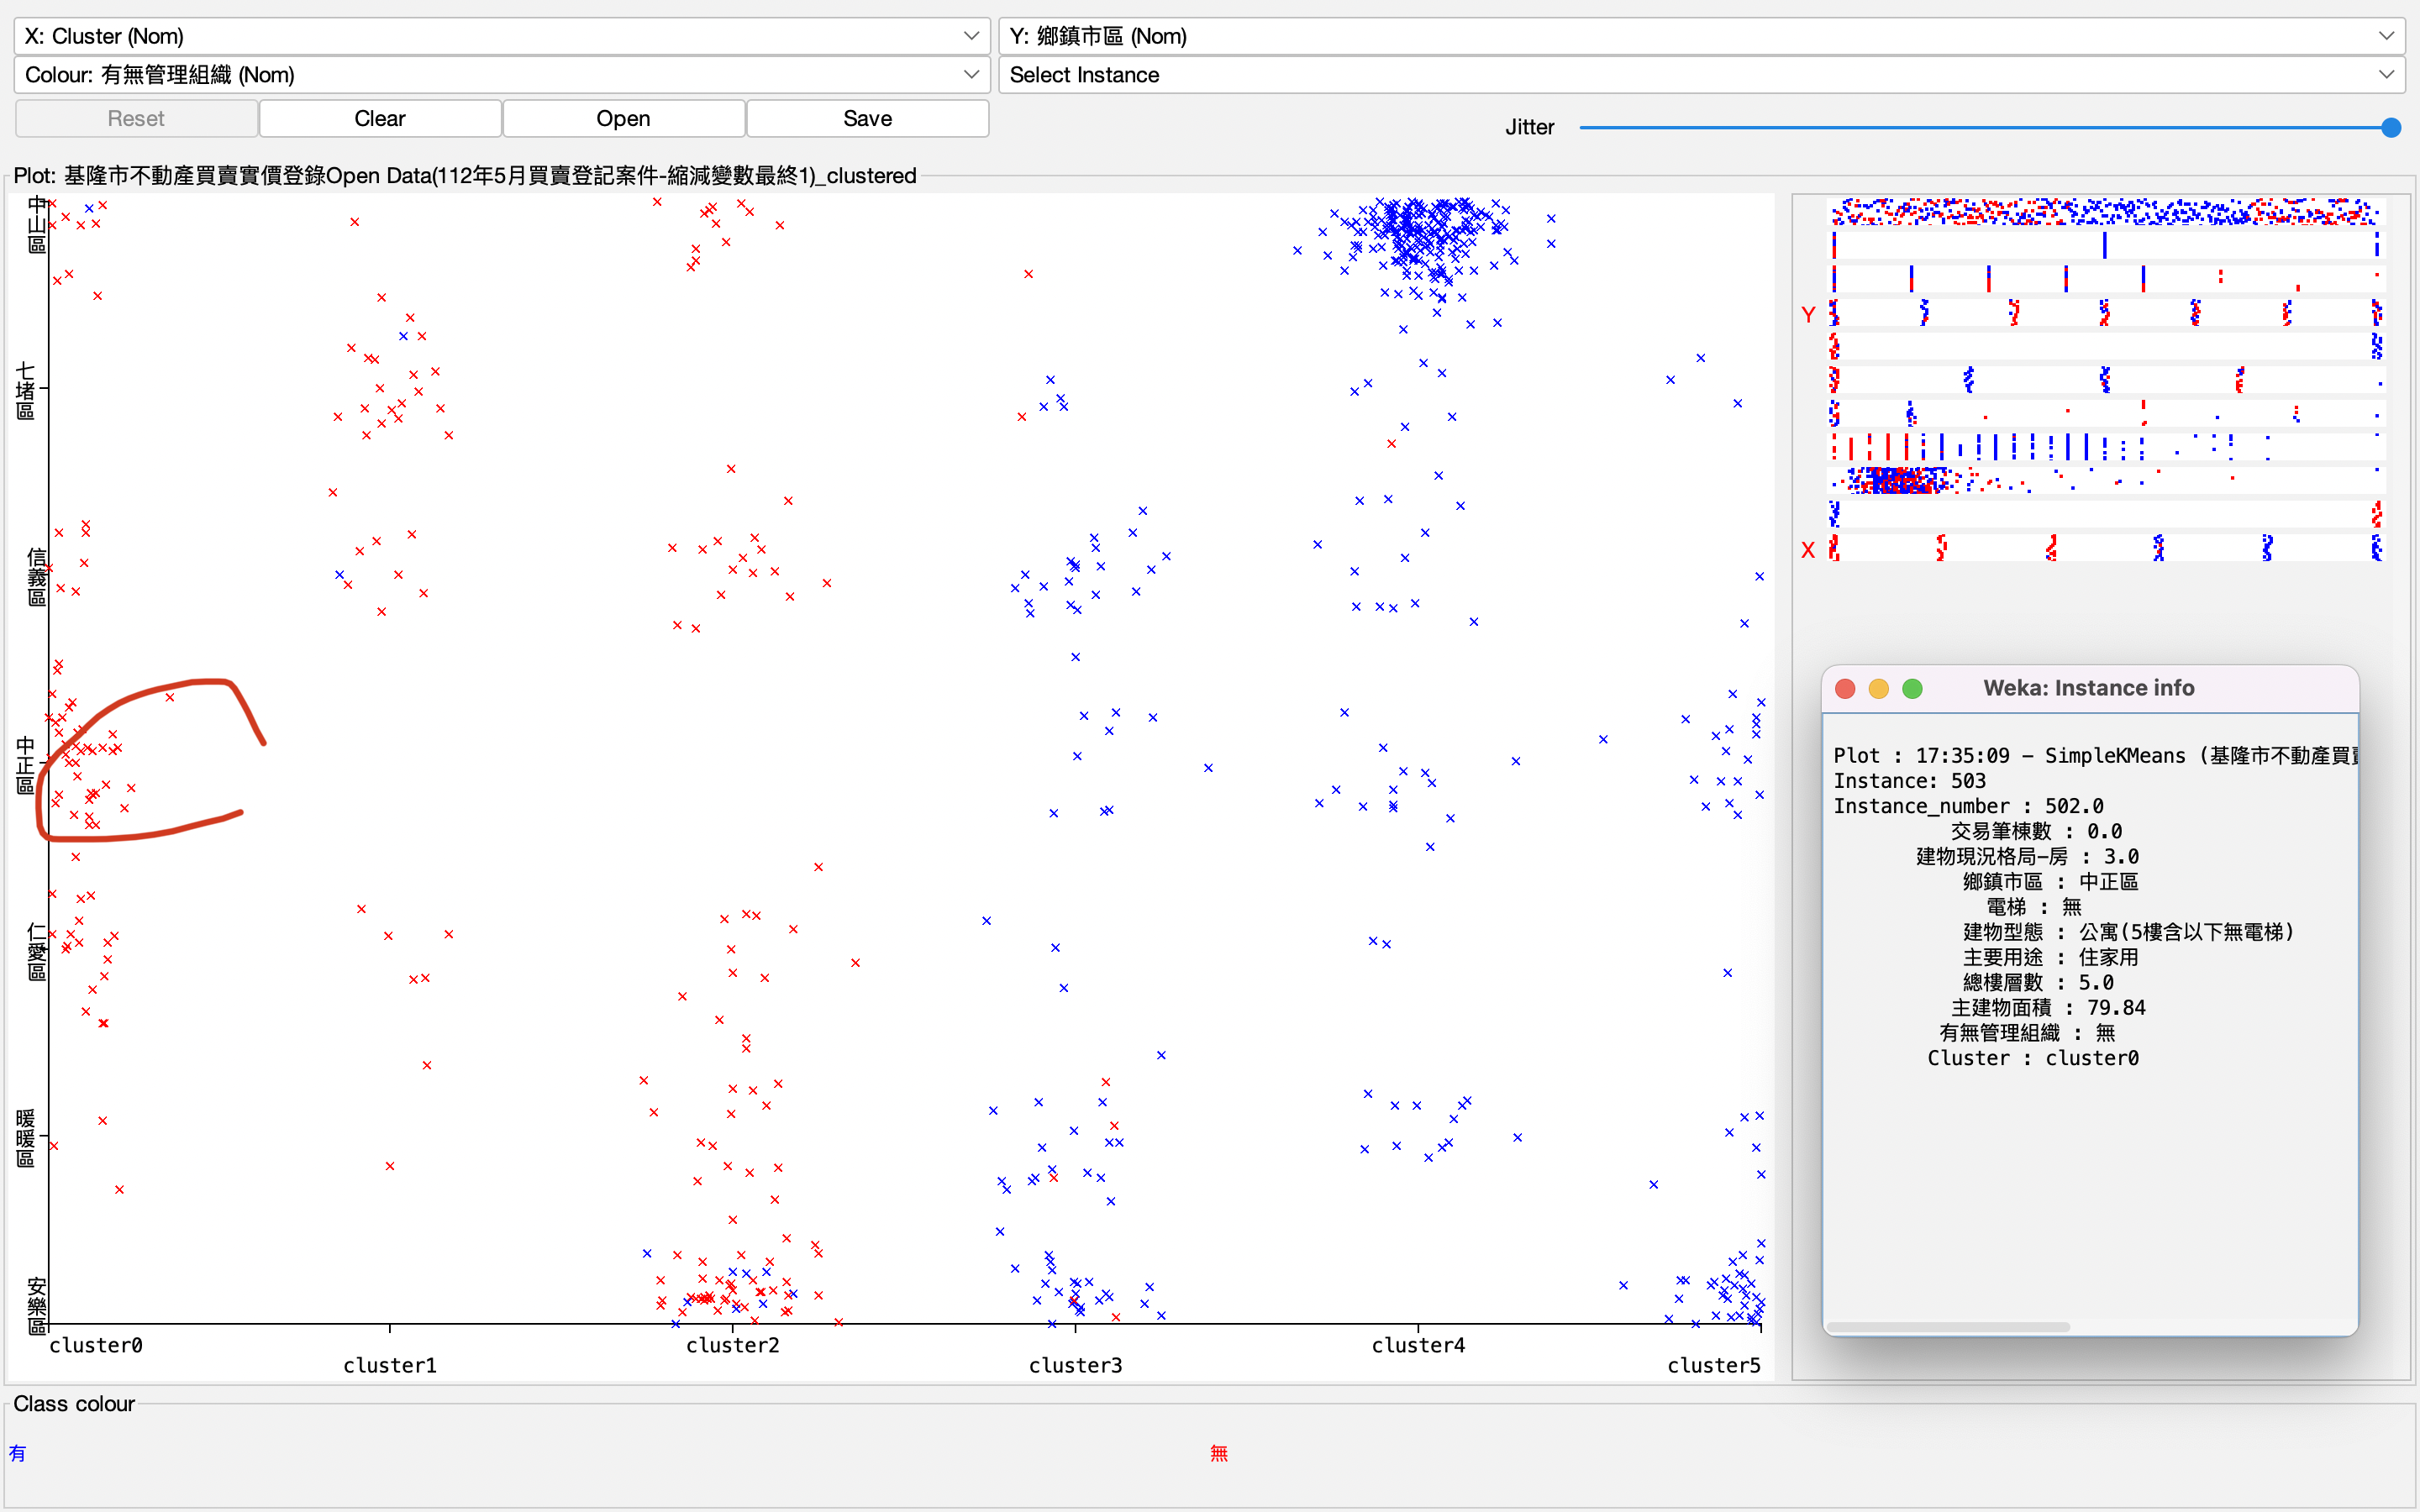 X: Cluster (Nom)
Y: 鄉鎮市區 (Nom)
Colour: 有無管理組織 (Nom)
Select Instance
Reset
Clear
Open
Save
Jitter
Plot: 基隆市不動產買賣實價登錄Open Data(112年5月買賣登記案件-縮減變數最終1)_clustered
中山區
七堵區
信義區
中正區
仁愛區
暖暖區
安樂區
cluster0
cluster1
cluster2
cluster3
cluster4
cluster5
Y
X
Weka: Instance info
Plot : 17:35:09 - SimpleKMeans (基隆市不動產買
Instance: 503
Instance_number : 502.0
交易筆棟數 : 0.0
建物現況格局-房 : 3.0
鄉鎮市區 : 中正區
電梯 : 無
建物型態 : 公寓(5樓含以下無電梯)
主要用途 : 住家用
總樓層數 : 5.0
主建物面積 : 79.84
有無管理組織 : 無
Cluster : cluster0
Class colour
有
無